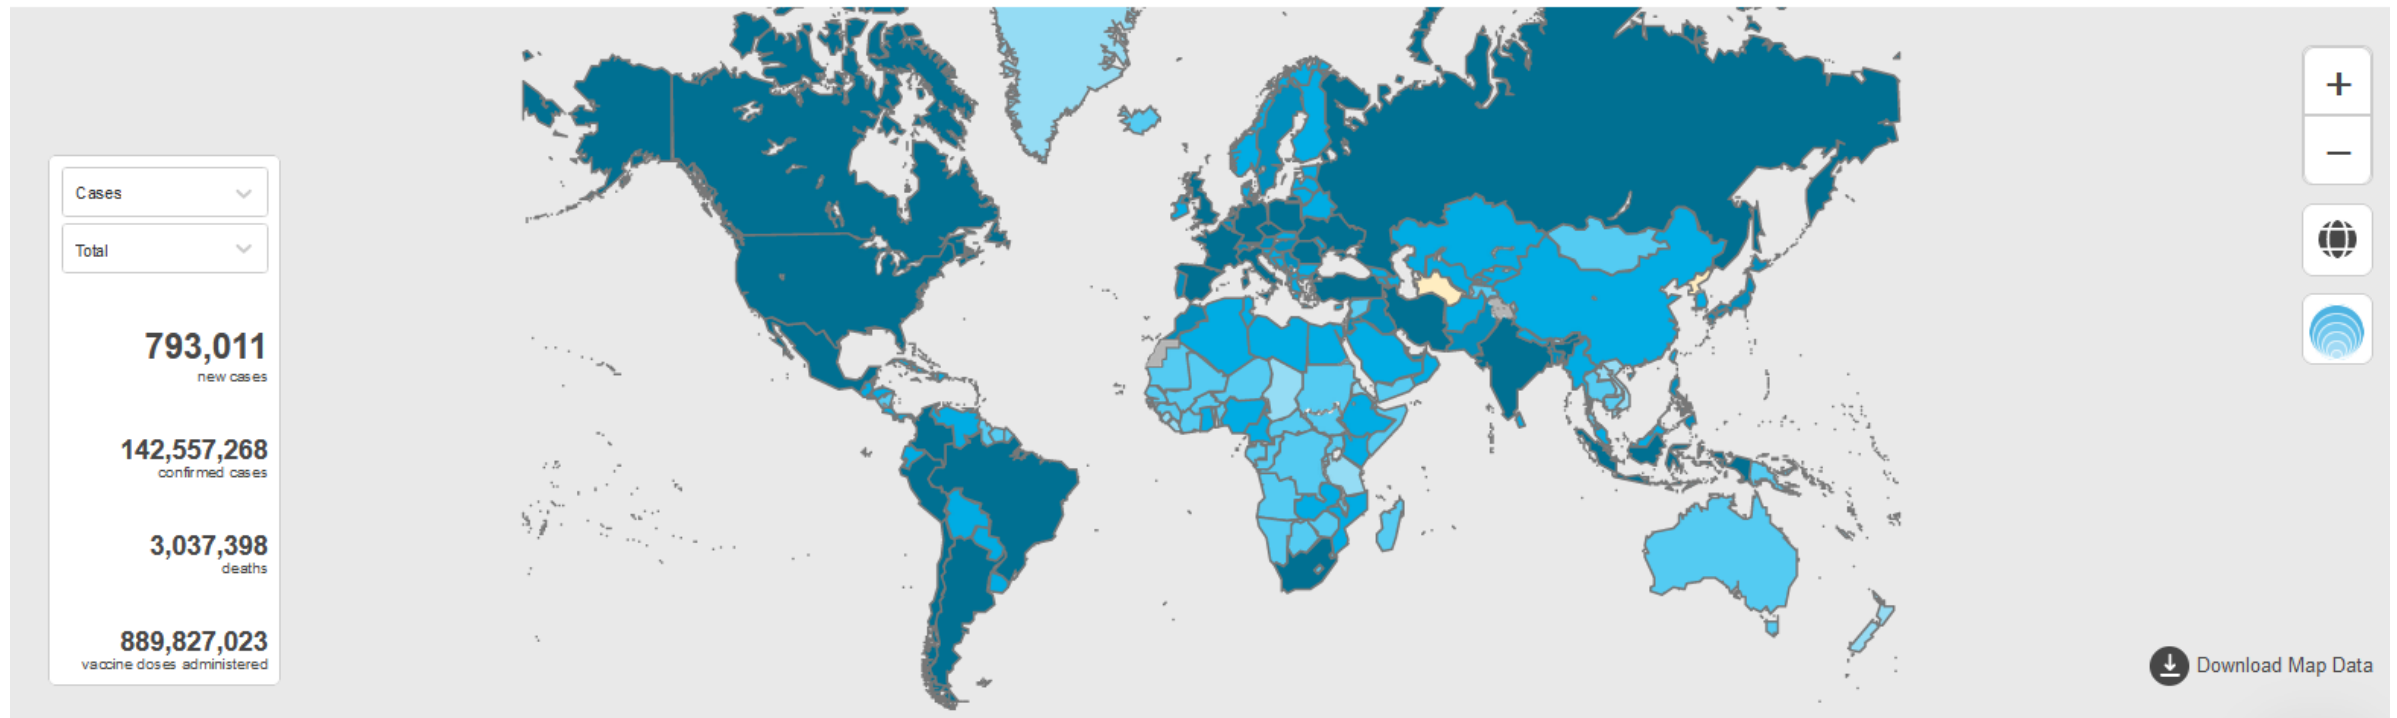 Cases
Total
793,011
new cases
142,557,268
confirmed cases
3,037,398
deaths
889,827,023
vaccine doses administered
+
−
Download Map Data